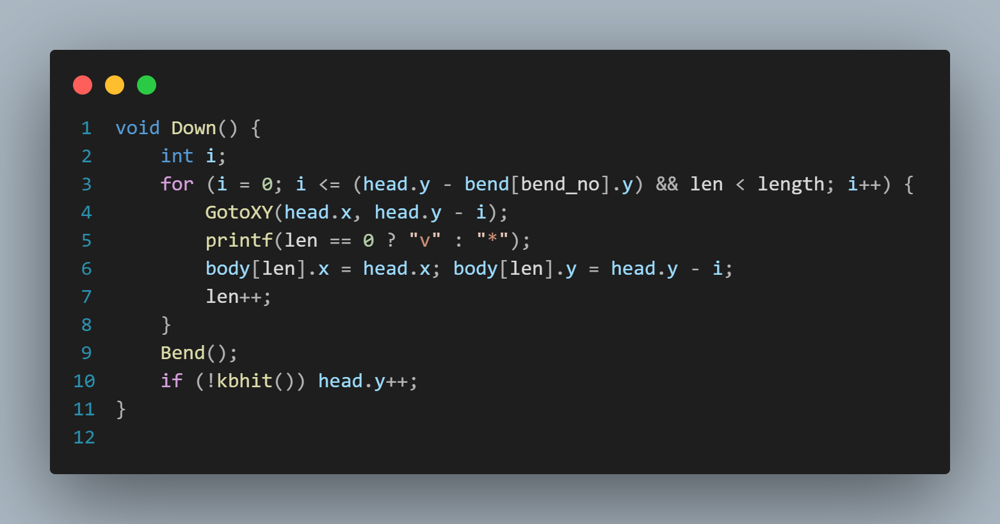 1 void Down() {
2     int i;
3     for (i = 0; i <= (head.y - bend[bend_no].y) && len < length; i++) {
4         GotoXY(head.x, head.y - i);
5         printf(len == 0 ? "v" : "*");
6         body[len].x = head.x; body[len].y = head.y - i;
7         len++;
8     }
9     Bend();
10     if (!kbhit()) head.y++;
11 }
12